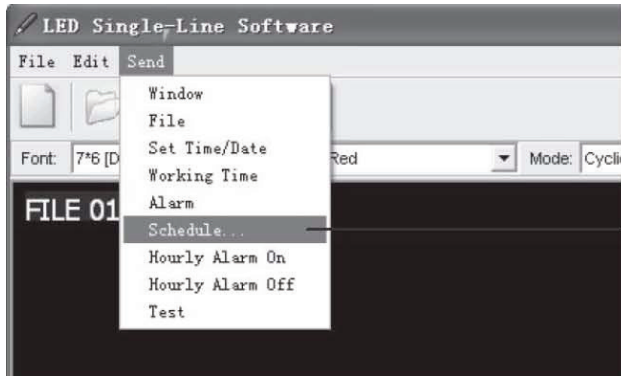 LED Single-Line Software
File Edit Send
Window
File
Set Time/Date
Working Time
Alarm
Schedule...
Hourly Alarm On
Hourly Alarm Off
Test
Font: 7*6 [D Red Mode: Cycli
FILE 01